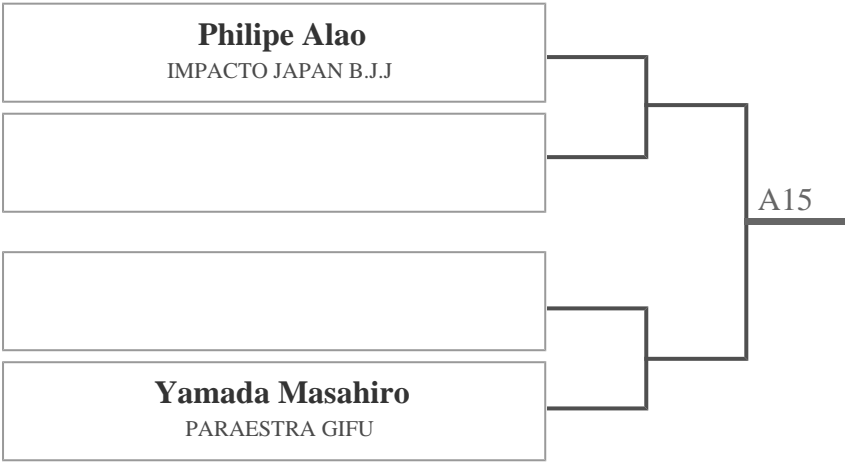 Philipe Alao
IMPACTO JAPAN B.J.J
A15
Yamada Masahiro
PARAESTRA GIFU